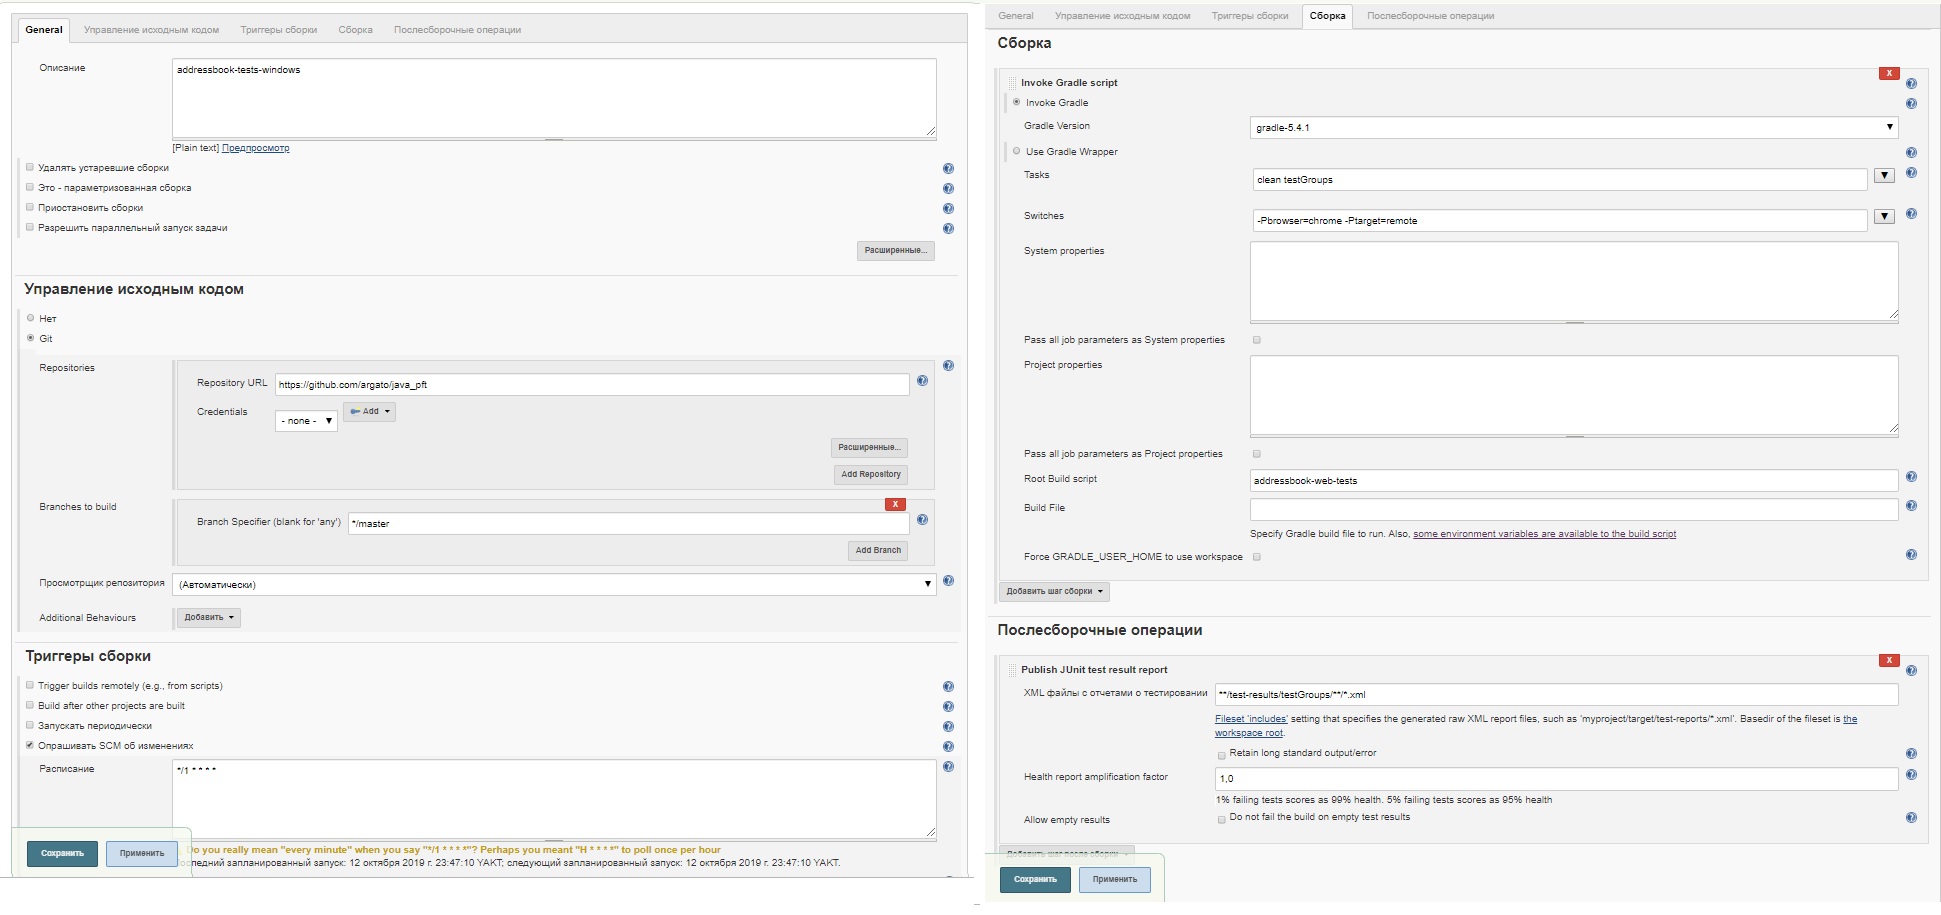 General Управление исходным кодом Триггеры сборки Сборка Послесборочные операции
Описание addressbook-tests-windows
[Plain text] Предпросмотр
Удалять устаревшие сборки
Это - параметризованная сборка
Приостановить сборки
Разрешить параллельный запуск задачи
Расширенные...
Управление исходным кодом
Нет
Git
Repositories
Repository URL https://github.com/argato/java_pft
Credentials
- none - Add
Расширенные...
Add Repository
Branches to build
X
Branch Specifier (blank for 'any') */master
Add Branch
Просмотрщик репозитория (Автоматически)
Additional Behaviours Добавить
Триггеры сборки
Trigger builds remotely (e.g., from scripts)
Build after other projects are built
Запускать периодически
Опрашивать SCM об изменениях
Расписание */1 * * * *
Do you really mean "every minute" when you say "*/1 * * * *"? Perhaps you meant "H * * * *" to poll once per hour
оследний запланированный запуск: 12 октября 2019 г. 23:47:10 YAKT; следующий запланированный запуск: 12 октября 2019 г. 23:47:10 YAKT.
Сохранить Применить
General Управление исходным кодом Триггеры сборки Сборка Послесборочные операции
Сборка
X
Invoke Gradle script
Invoke Gradle
Gradle Version gradle-5.4.1
Use Gradle Wrapper
Tasks clean testGroups
Switches -Pbrowser=chrome -Ptarget=remote
System properties
Pass all job parameters as System properties
Project properties
Pass all job parameters as Project properties
Root Build script addressbook-web-tests
Build File
Specify Gradle build file to run. Also, some environment variables are available to the build script
Force GRADLE_USER_HOME to use workspace
Добавить шаг сборки
Послесборочные операции
X
Publish JUnit test result report
XML файлы с отчетами о тестировании **/test-results/testGroups/**/*.xml
Fileset 'includes' setting that specifies the generated raw XML report files, such as 'myproject/target/test-reports/*.xml'. Basedir of the fileset is the
workspace root.
Retain long standard output/error
Health report amplification factor 1,0
1% failing tests scores as 99% health. 5% failing tests scores as 95% health
Allow empty results Do not fail the build on empty test results
Добавить шаг после сборки
Сохранить Применить